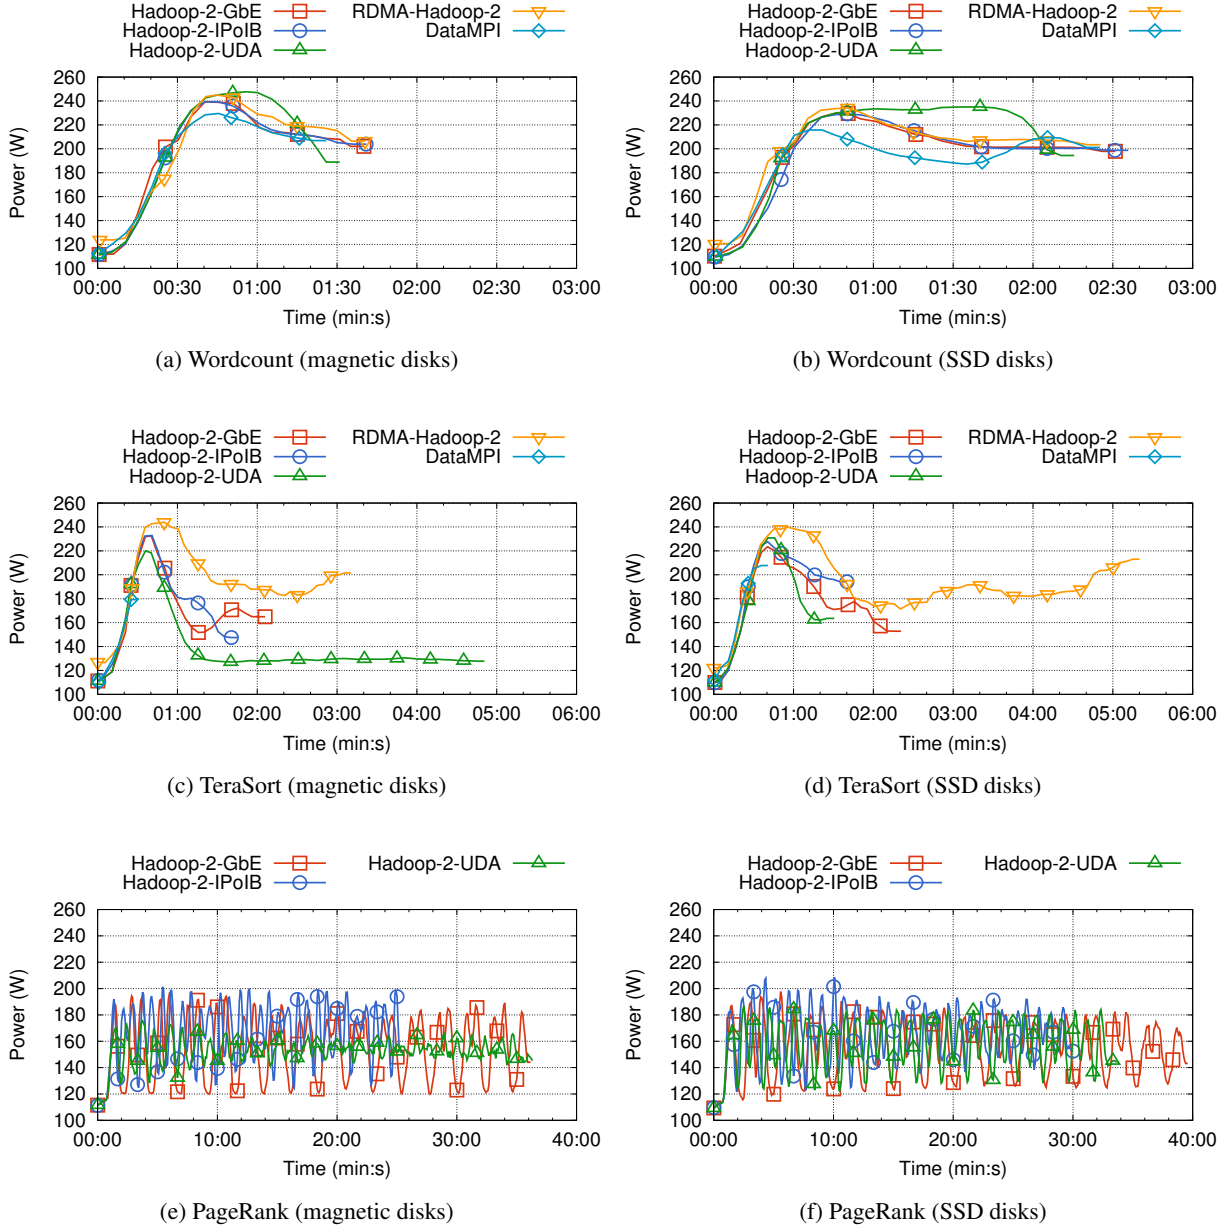 Hadoop-2-GbE
Hadoop-2-IPoIB
Hadoop-2-UDA
RDMA-Hadoop-2
DataMPI
Power (W)
260
240
220
200
180
160
140
120
100
00:00 00:30 01:00 01:30 02:00 02:30 03:00
Time (min:s)
(a) Wordcount (magnetic disks)
Hadoop-2-GbE
Hadoop-2-IPoIB
Hadoop-2-UDA
RDMA-Hadoop-2
DataMPI
Power (W)
260
240
220
200
180
160
140
120
100
00:00 00:30 01:00 01:30 02:00 02:30 03:00
Time (min:s)
(b) Wordcount (SSD disks)
Hadoop-2-GbE
Hadoop-2-IPoIB
Hadoop-2-UDA
RDMA-Hadoop-2
DataMPI
Power (W)
260
240
220
200
180
160
140
120
100
00:00 01:00 02:00 03:00 04:00 05:00 06:00
Time (min:s)
(c) TeraSort (magnetic disks)
Hadoop-2-GbE
Hadoop-2-IPoIB
Hadoop-2-UDA
RDMA-Hadoop-2
DataMPI
Power (W)
260
240
220
200
180
160
140
120
100
00:00 01:00 02:00 03:00 04:00 05:00 06:00
Time (min:s)
(d) TeraSort (SSD disks)
Hadoop-2-GbE
Hadoop-2-IPoIB
Hadoop-2-UDA
Power (W)
260
240
220
200
180
160
140
120
100
00:00 10:00 20:00 30:00 40:00
Time (min:s)
(e) PageRank (magnetic disks)
Hadoop-2-GbE
Hadoop-2-IPoIB
Hadoop-2-UDA
Power (W)
260
240
220
200
180
160
140
120
100
00:00 10:00 20:00 30:00 40:00
Time (min:s)
(f) PageRank (SSD disks)